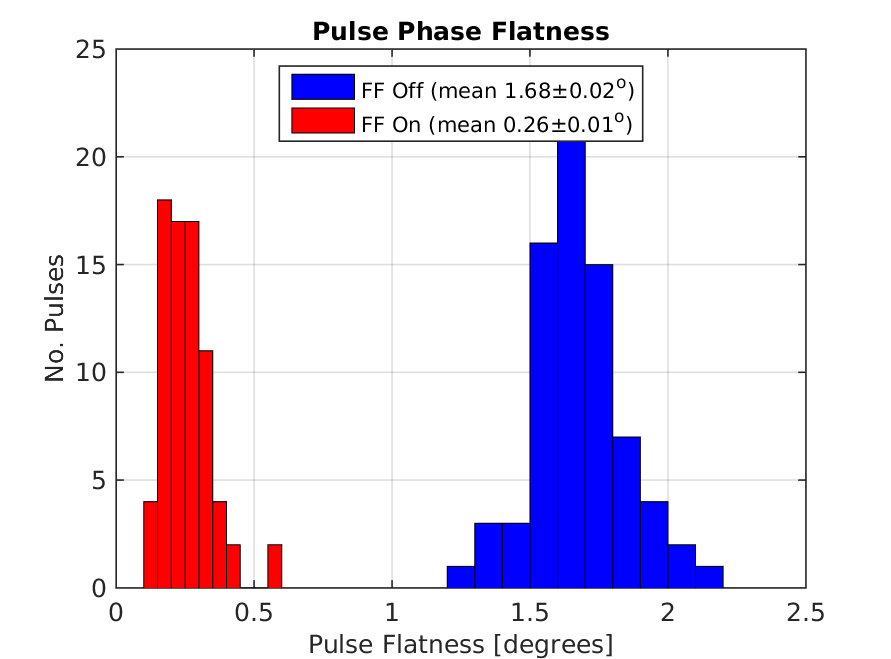 Pulse Phase Flatness
25
20
15
10
5
0
No. Pulses
FF Off (mean 1.68±0.02°)
FF On (mean 0.26±0.01°)
0 0.5 1 1.5 2 2.5
Pulse Flatness [degrees]